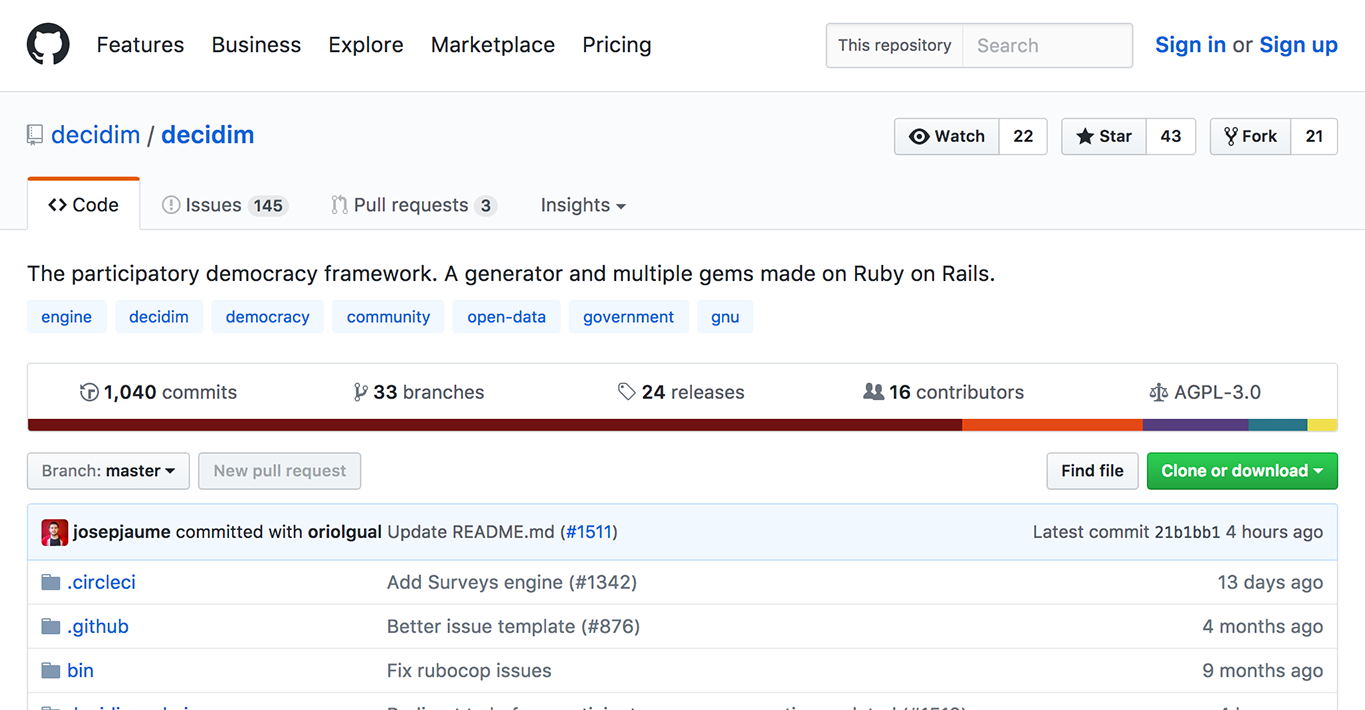 Features Business Explore Marketplace Pricing This repository Search Sign in or Sign up
decidim / decidim Watch 22 Star 43 Fork 21
Code Issues 145 Pull requests 3 Insights
The participatory democracy framework. A generator and multiple gems made on Ruby on Rails.
engine decidim democracy community open-data government gnu
1,040 commits 33 branches 24 releases 16 contributors AGPL-3.0
Branch: master New pull request Find file Clone or download
josepjaume committed with oriolgual Update README.md (#1511) Latest commit 21b1bb1 4 hours ago
.circleci Add Surveys engine (#1342) 13 days ago
.github Better issue template (#876) 4 months ago
bin Fix rubocop issues 9 months ago